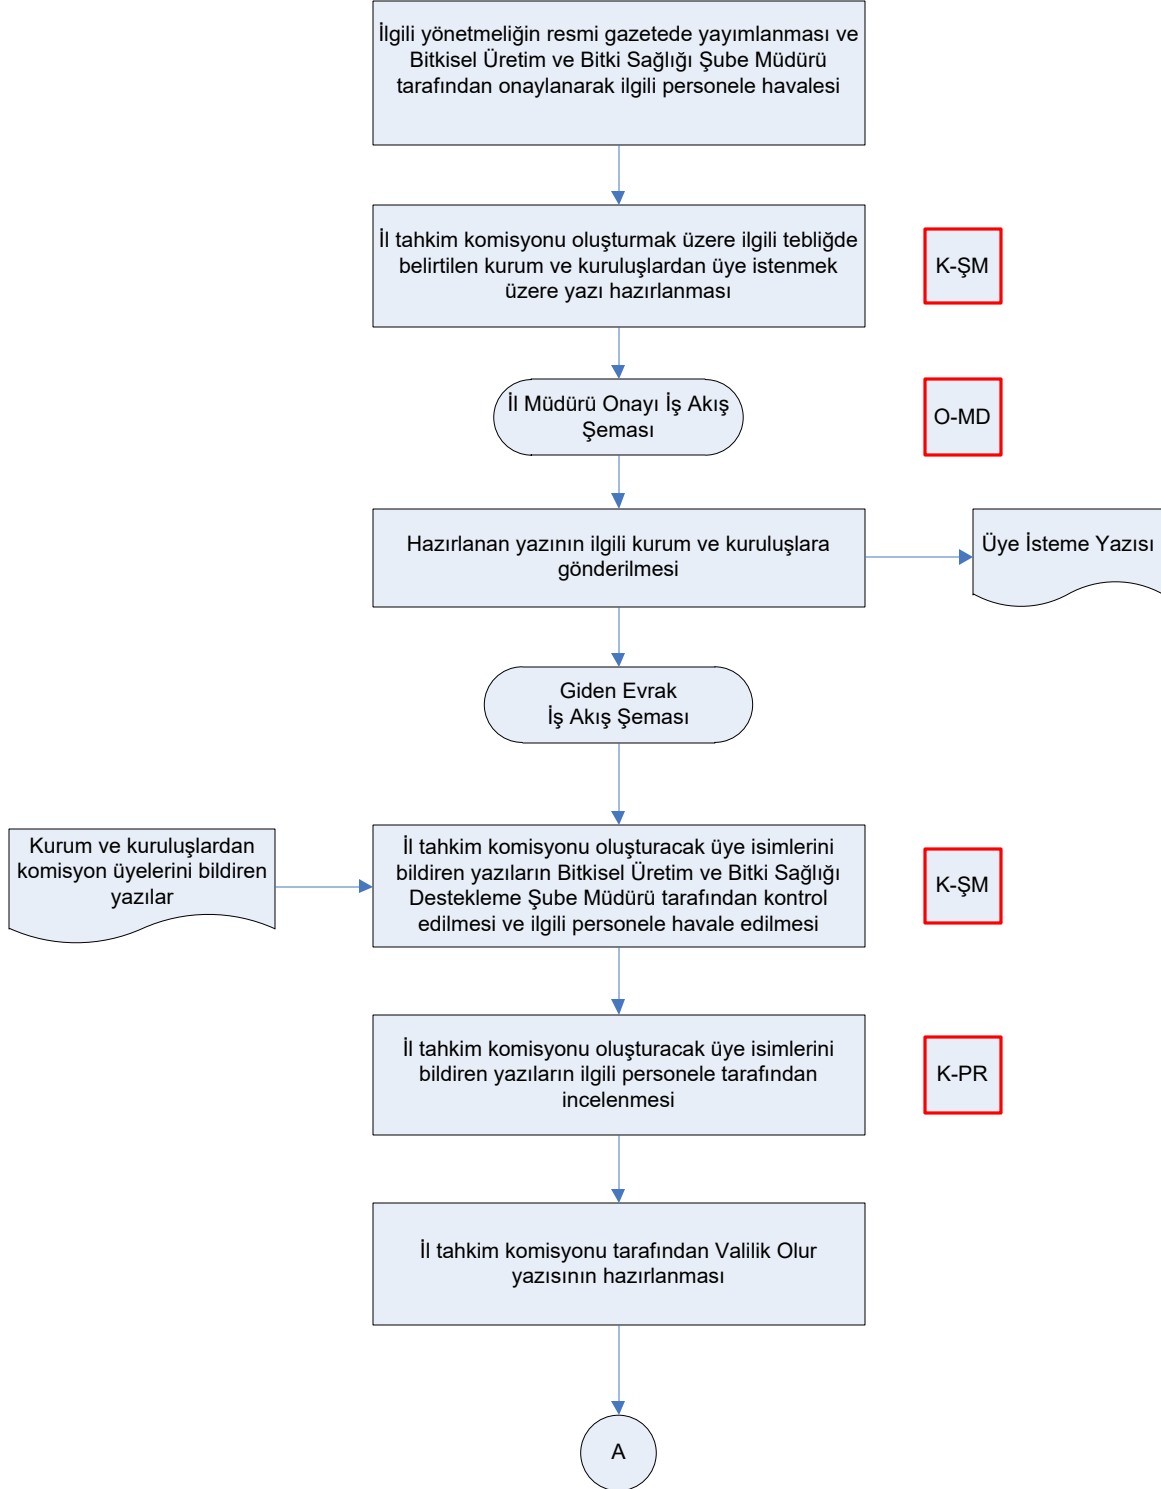 İlgili yönetmeliğin resmi gazetede yayımlanması ve
Bitkisel Üretim ve Bitki Sağlığı Şube Müdürü
tarafından onaylanarak ilgili personele havalesi
İl tahkim komisyonu oluşturmak üzere ilgili tebliğde
belirtilen kurum ve kuruluşlardan üye istenmek
üzere yazı hazırlanması
K-ŞM
İl Müdürü Onayı İş Akış
Şeması
O-MD
Hazırlanan yazının ilgili kurum ve kuruluşlara
gönderilmesi
Üye İsteme Yazısı
Giden Evrak
İş Akış Şeması
Kurum ve kuruluşlardan
komisyon üyelerini bildiren
yazılar
İl tahkim komisyonu oluşturacak üye isimlerini
bildiren yazıların Bitkisel Üretim ve Bitki Sağlığı
Destekleme Şube Müdürü tarafından kontrol
edilmesi ve ilgili personele havale edilmesi
K-ŞM
İl tahkim komisyonu oluşturacak üye isimlerini
bildiren yazıların ilgili personele tarafından
incelenmesi
K-PR
İl tahkim komisyonu tarafından Valilik Olur
yazısının hazırlanması
A